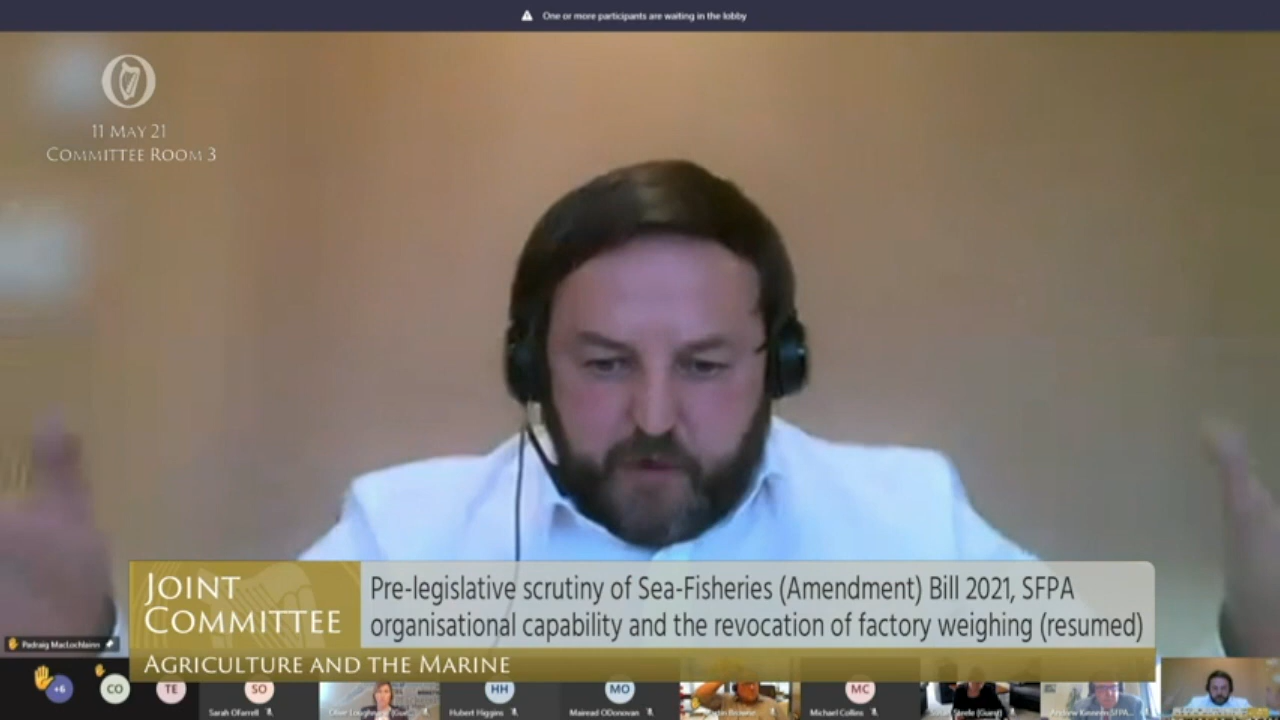 One or more participants are waiting in the lobby
11 May 21
Committee Room 3
Joint
Committee
Pre-legislative scrutiny of Sea-Fisheries (Amendment) Bill 2021, SFPA
organisational capability and the revocation of factory weighing (resumed)
Padraig MacLochlainn
Agriculture and the Marine
+6
CO
TE
SO
HH
MO
MC
Sarah OFarrell
Hubert Higgins
Mairead ODonovan
Michael Collins